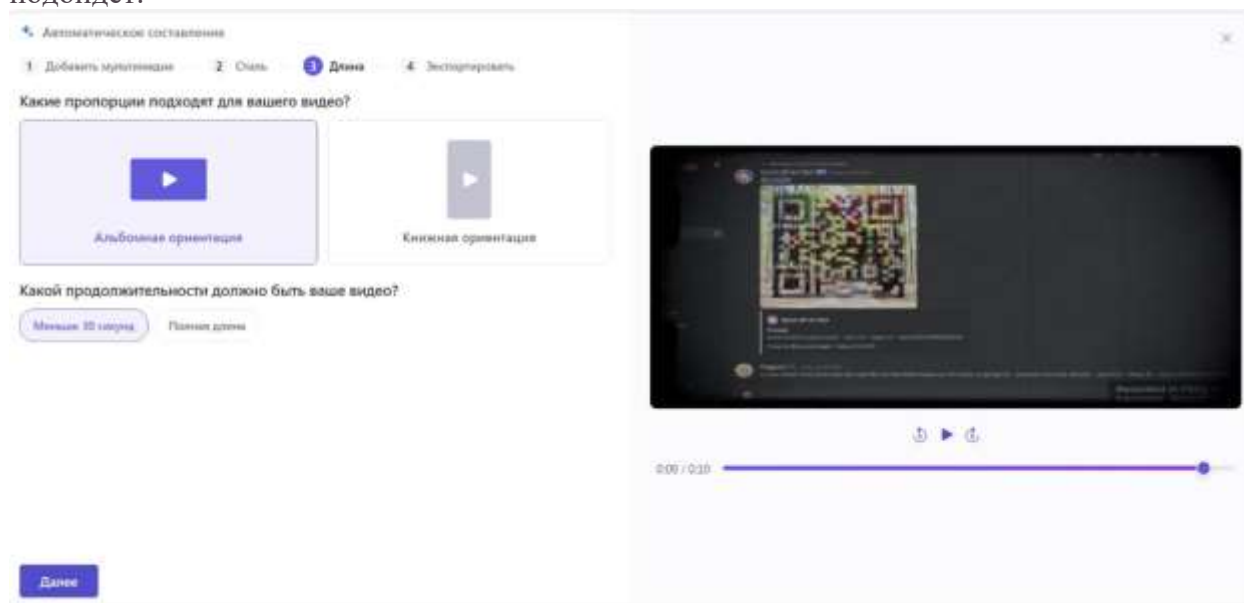 подойдет.
Автоматическое составление
1 Добавить мультимедиа 2 Стиль 3 Длина 4 Экспортировать
Какие пропорции подходят для вашего видео?
Альбомная ориентация Книжная ориентация
Какой продолжительности должно быть ваше видео?
Меньше 30 секунд Полная длина
0:09 / 0:10
Далее